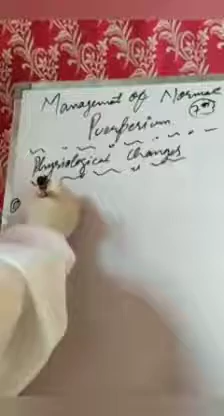 Management of Normal
Puerperium
Physiological Changes